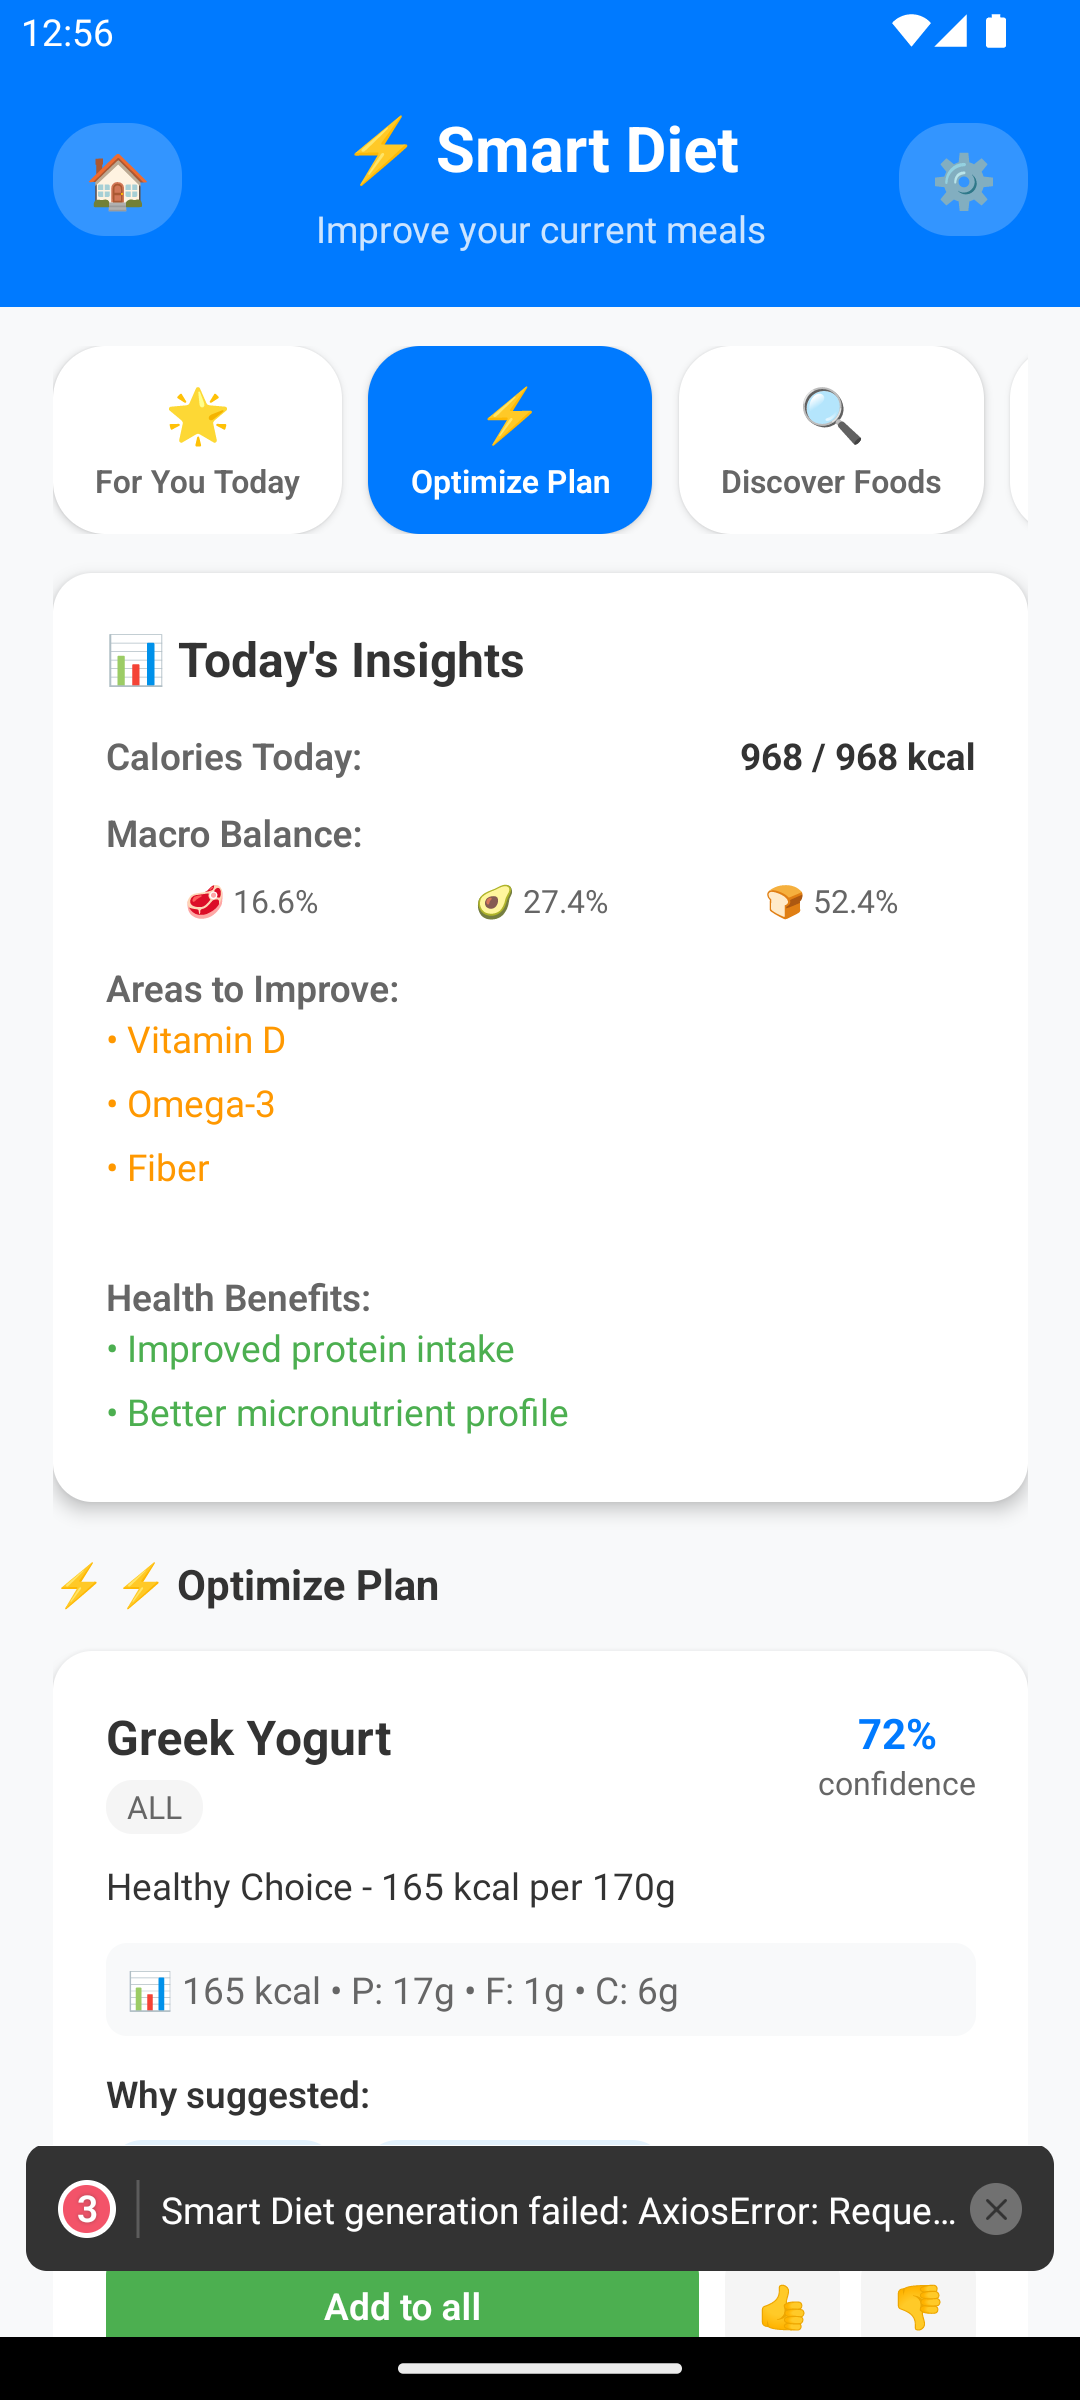 12:56
⚡ Smart Diet
Improve your current meals
For You Today
Optimize Plan
Discover Foods
📊 Today's Insights
Calories Today: 968 / 968 kcal
Macro Balance:
🥩 16.6% 🥑 27.4% 🍞 52.4%
Areas to Improve:
• Vitamin D
• Omega-3
• Fiber
Health Benefits:
• Improved protein intake
• Better micronutrient profile
⚡ ⚡ Optimize Plan
Greek Yogurt
72%
confidence
ALL
Healthy Choice - 165 kcal per 170g
📊 165 kcal • P: 17g • F: 1g • C: 6g
Why suggested:
3 Smart Diet generation failed: AxiosError: Reque...
Add to all